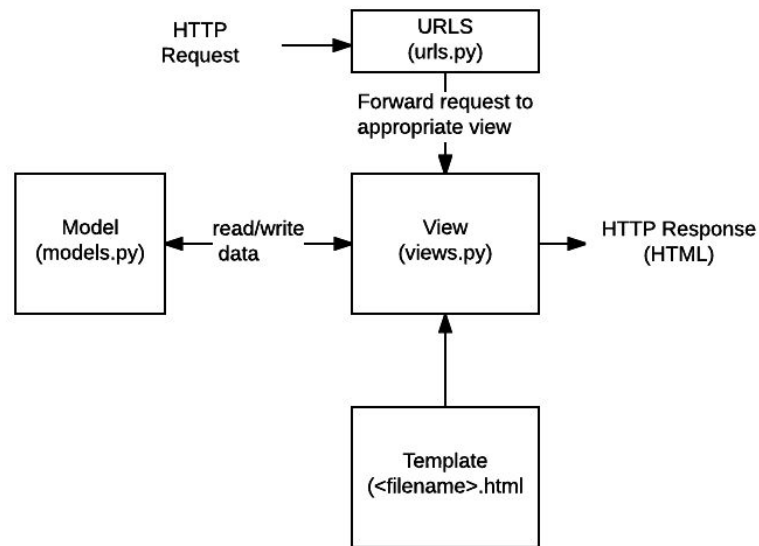 HTTP
Request
URLS
(urls.py)
Forward request to
appropriate view
Model
(models.py)
read/write
data
View
(views.py)
HTTP Response
(HTML)
Template
(<filename>.html